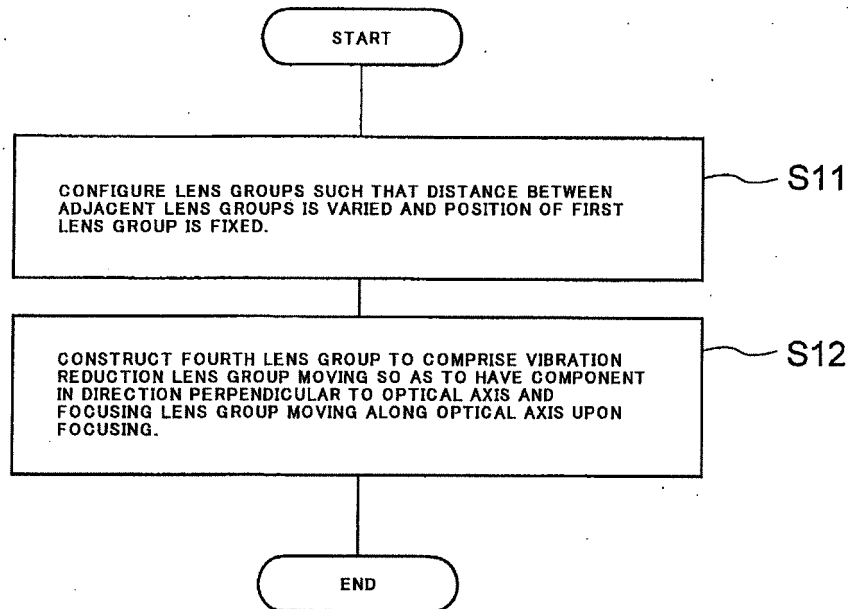 START
CONFIGURE LENS GROUPS SUCH THAT DISTANCE BETWEEN
ADJACENT LENS GROUPS IS VARIED AND POSITION OF FIRST
LENS GROUP IS FIXED.
S11
CONSTRUCT FOURTH LENS GROUP TO COMPRISE VIBRATION
REDUCTION LENS GROUP MOVING SO AS TO HAVE COMPONENT
IN DIRECTION PERPENDICULAR TO OPTICAL AXIS AND
FOCUSING LENS GROUP MOVING ALONG OPTICAL AXIS UPON
FOCUSING.
S12
END